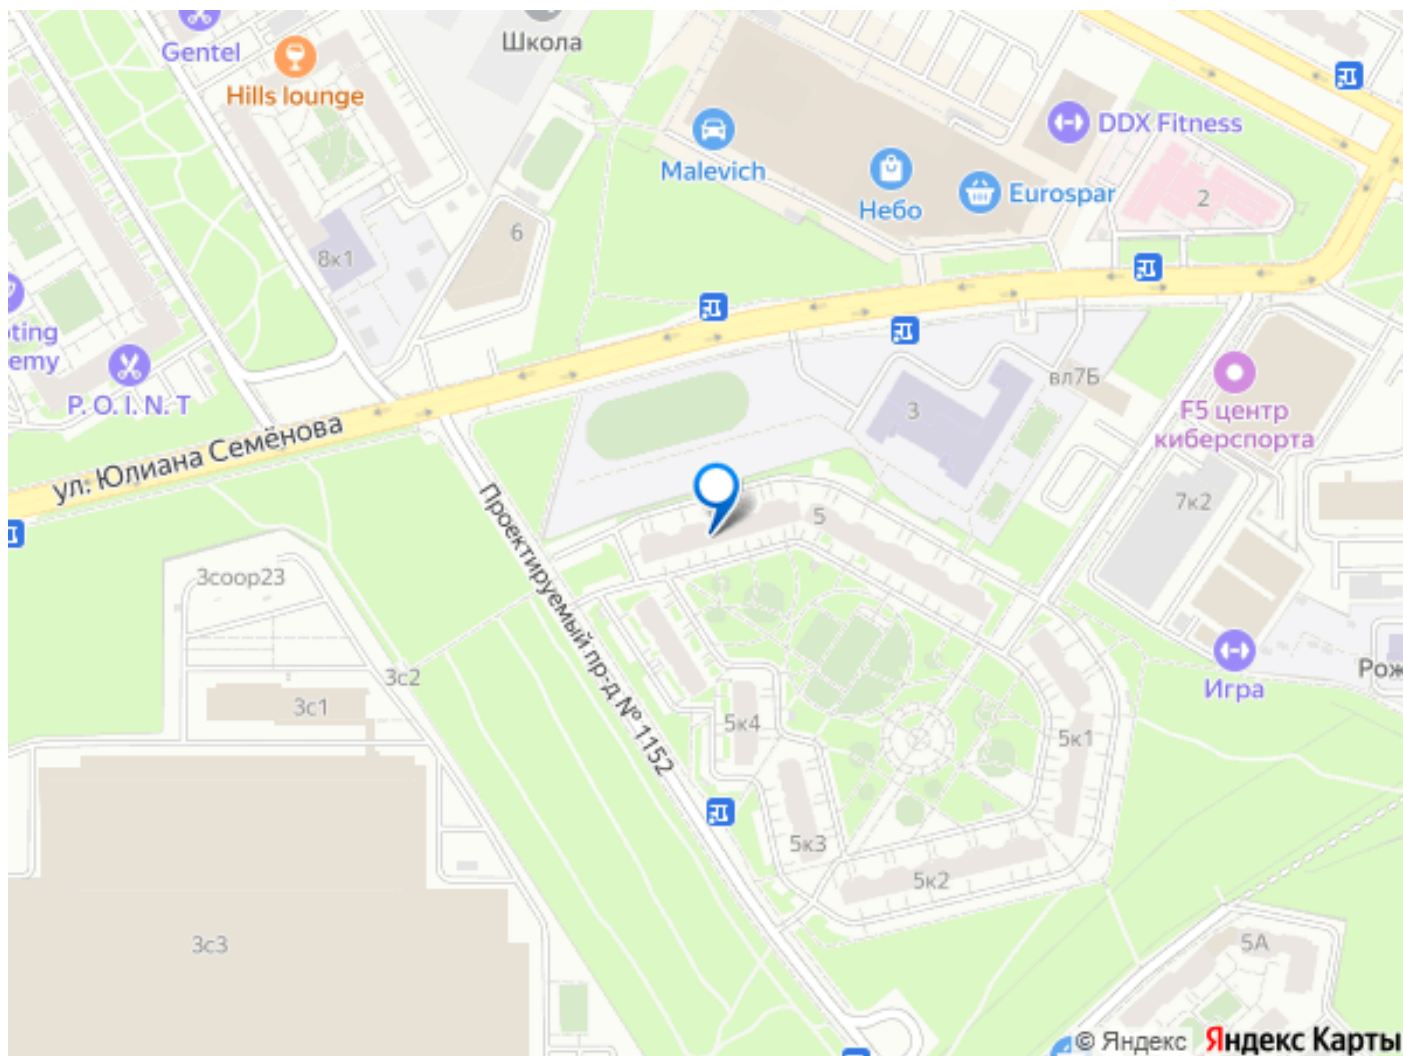 Gentel
Школа
Hills lounge
DDX Fitness
Malevich
Небо
Eurospar
2
6
8к1
oting
emy
P. O. I. N. T
вл7Б
3
F5 центр
киберспорта
ул. Юлиана Семёнова
7к2
5
Проектируемый пр-д № 1152
3соор23
3с2
Рож
Игра
3с1
5к4
5к1
5к3
5к2
3с3
5А
© Яндекс Яндекс Карты